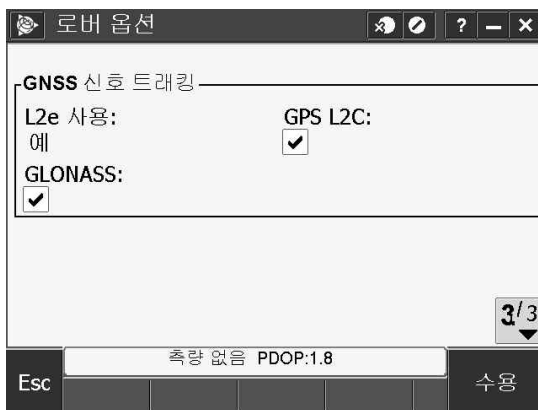 로버 옵션
? – ×
GNSS 신호 트래킹
L2e 사용: GPS L2C:
예
GLONASS:
3/3
측량 없음 PDOP:1.8
Esc 수용